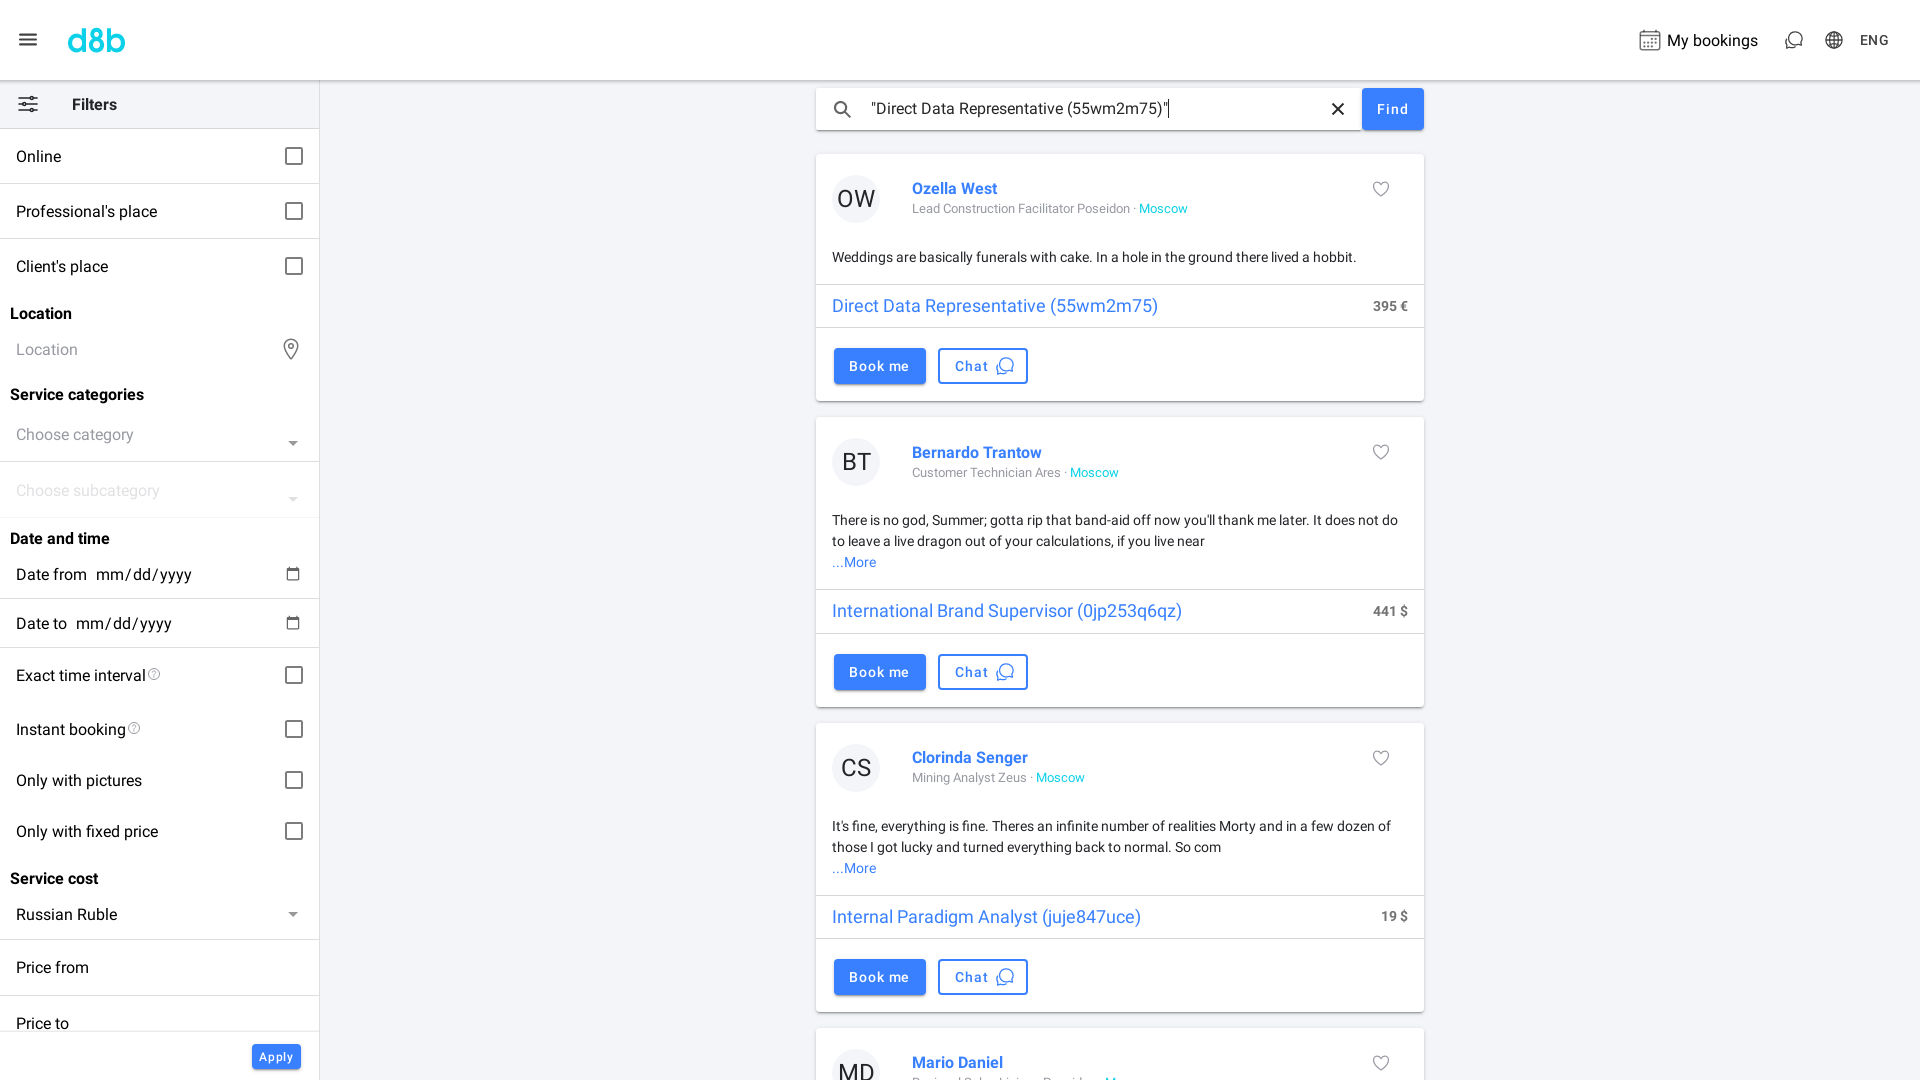 d8b
My bookings
ENG
Filters
Online
Professional's place
Client's place
Location
Location
Service categories
Choose category
Choose subcategory
Date and time
Date from mm/dd/yyyy
Date to mm/dd/yyyy
Exact time interval
Instant booking
Only with pictures
Only with fixed price
Service cost
Russian Ruble
Price from
Price to
Apply
"Direct Data Representative (55wm2m75)"
Find
OW
Ozella West
Lead Construction Facilitator Poseidon · Moscow
Weddings are basically funerals with cake. In a hole in the ground there lived a hobbit.
Direct Data Representative (55wm2m75) 395 €
Book me Chat
BT
Bernardo Trantow
Customer Technician Ares · Moscow
There is no god, Summer; gotta rip that band-aid off now you'll thank me later. It does not do
to leave a live dragon out of your calculations, if you live near
...More
International Brand Supervisor (0jp253q6qz) 441 $
Book me Chat
CS
Clorinda Senger
Mining Analyst Zeus · Moscow
It's fine, everything is fine. Theres an infinite number of realities Morty and in a few dozen of
those I got lucky and turned everything back to normal. So com
...More
Internal Paradigm Analyst (juje847uce) 19 $
Book me Chat
MD
Mario Daniel